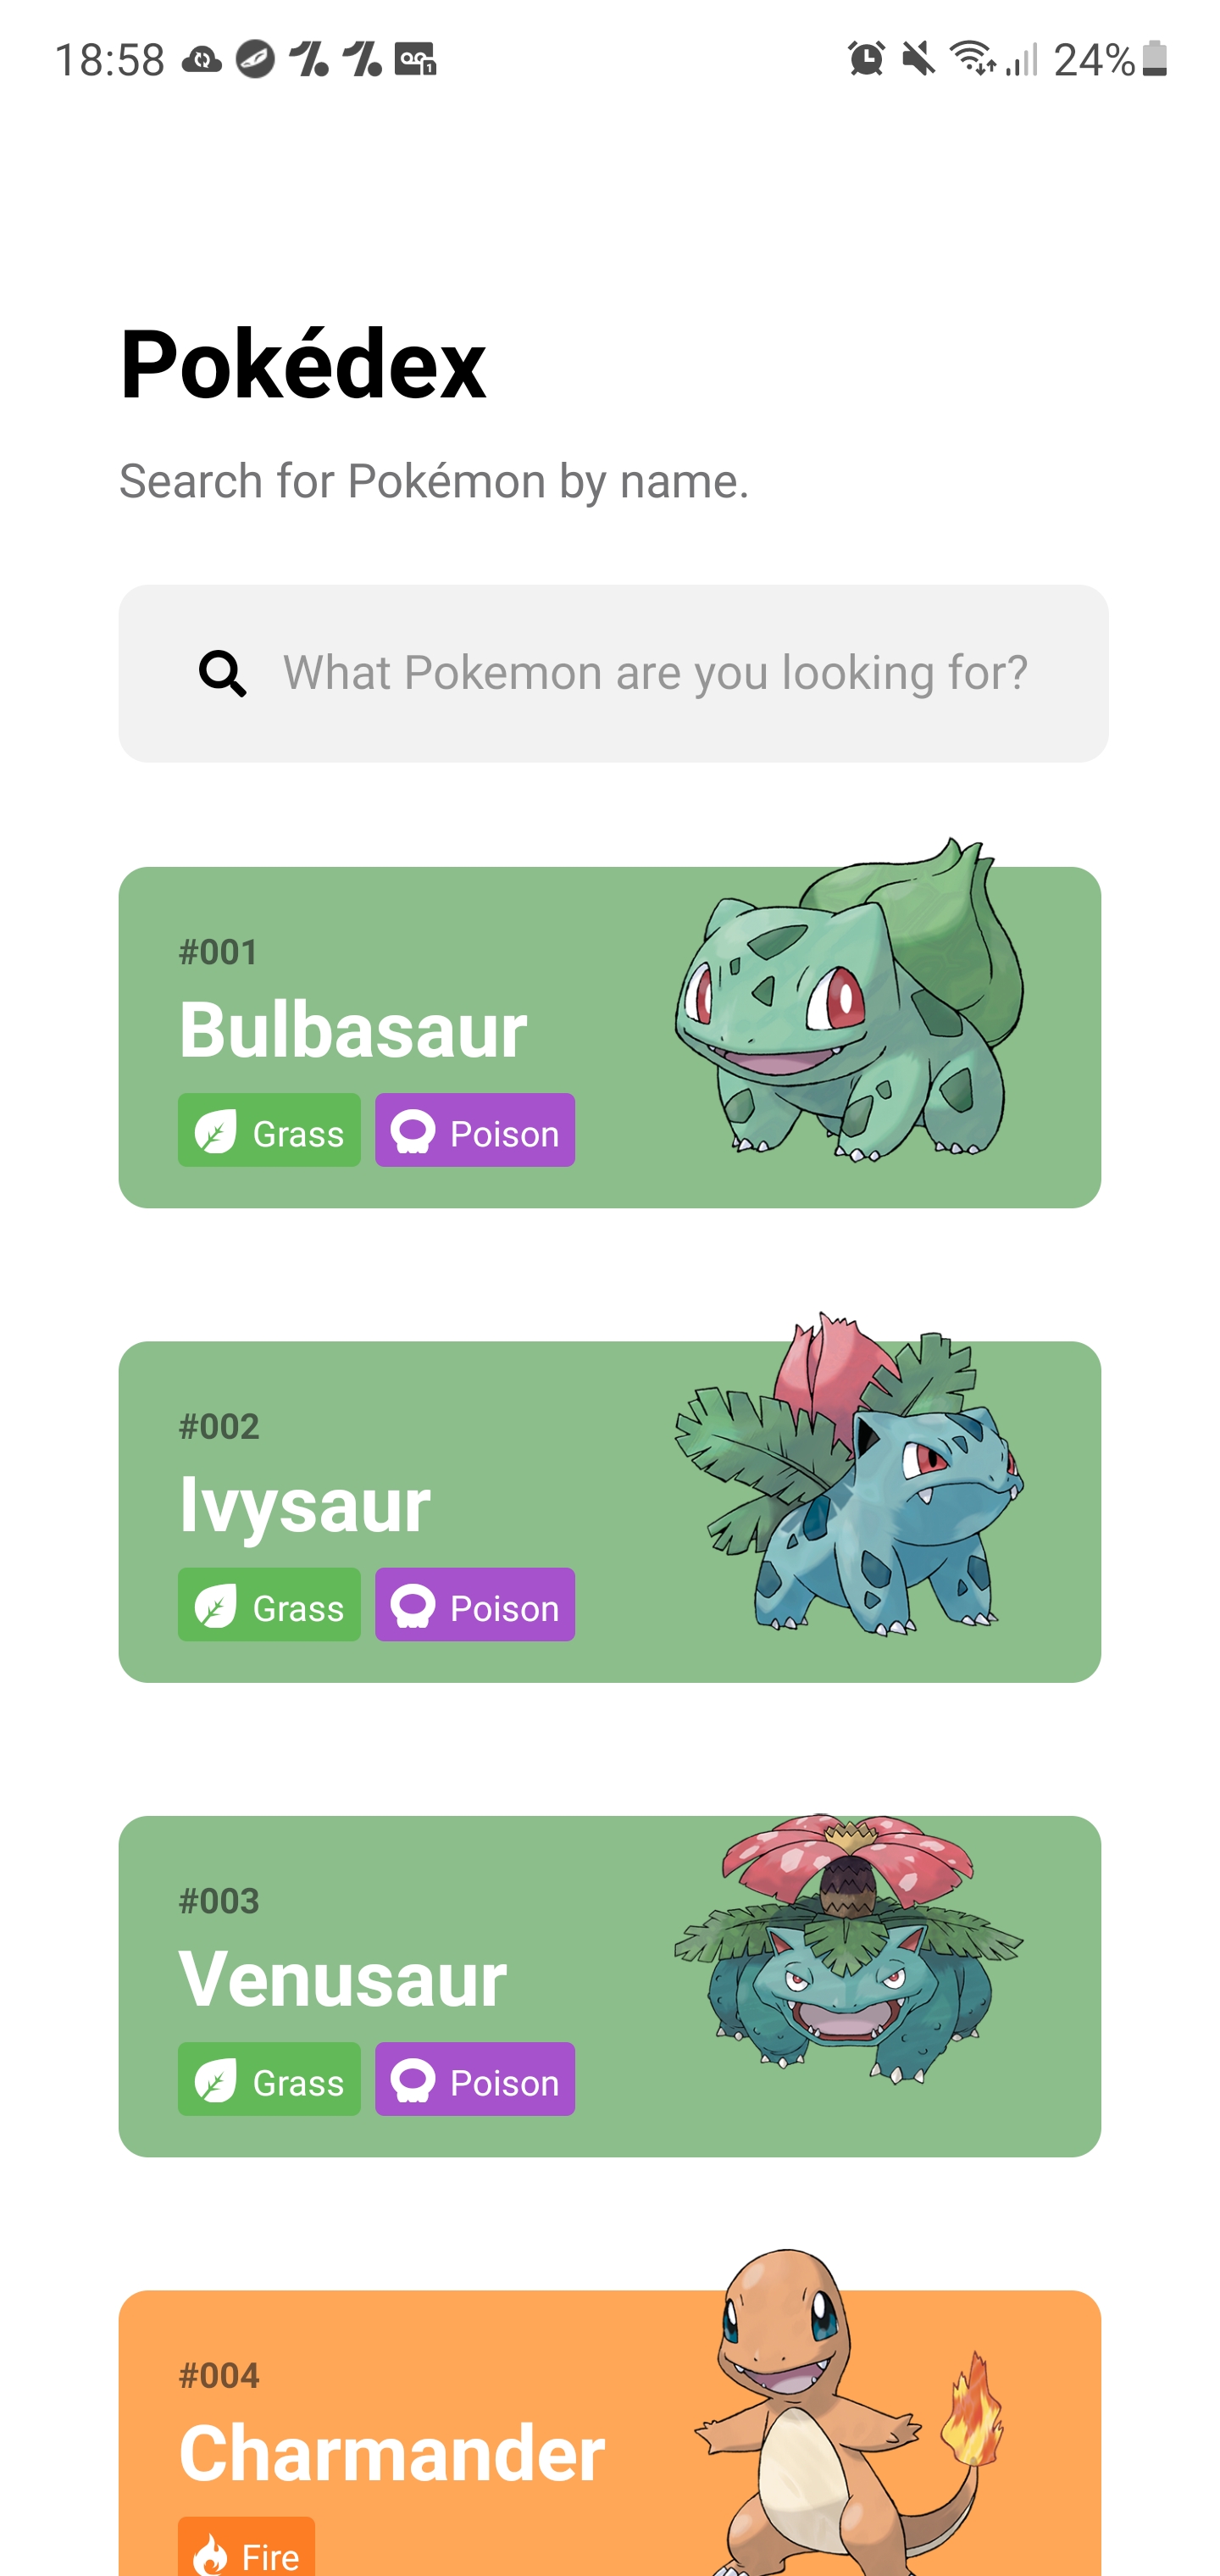 18:58 24%
Pokédex
Search for Pokémon by name.
What Pokemon are you looking for?
#001
Bulbasaur
Grass Poison
#002
Ivysaur
Grass Poison
#003
Venusaur
Grass Poison
#004
Charmander
Fire